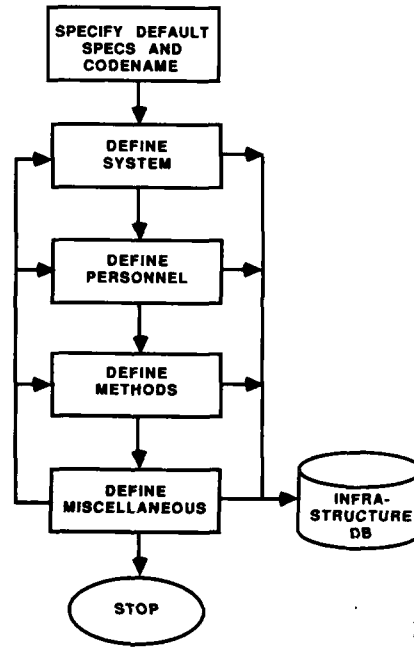 SPECIFY DEFAULT
SPECS AND
CODENAME
DEFINE
SYSTEM
DEFINE
PERSONNEL
DEFINE
METHODS
DEFINE
MISCELLANEOUS
INFRA-
STRUCTURE
DB
STOP